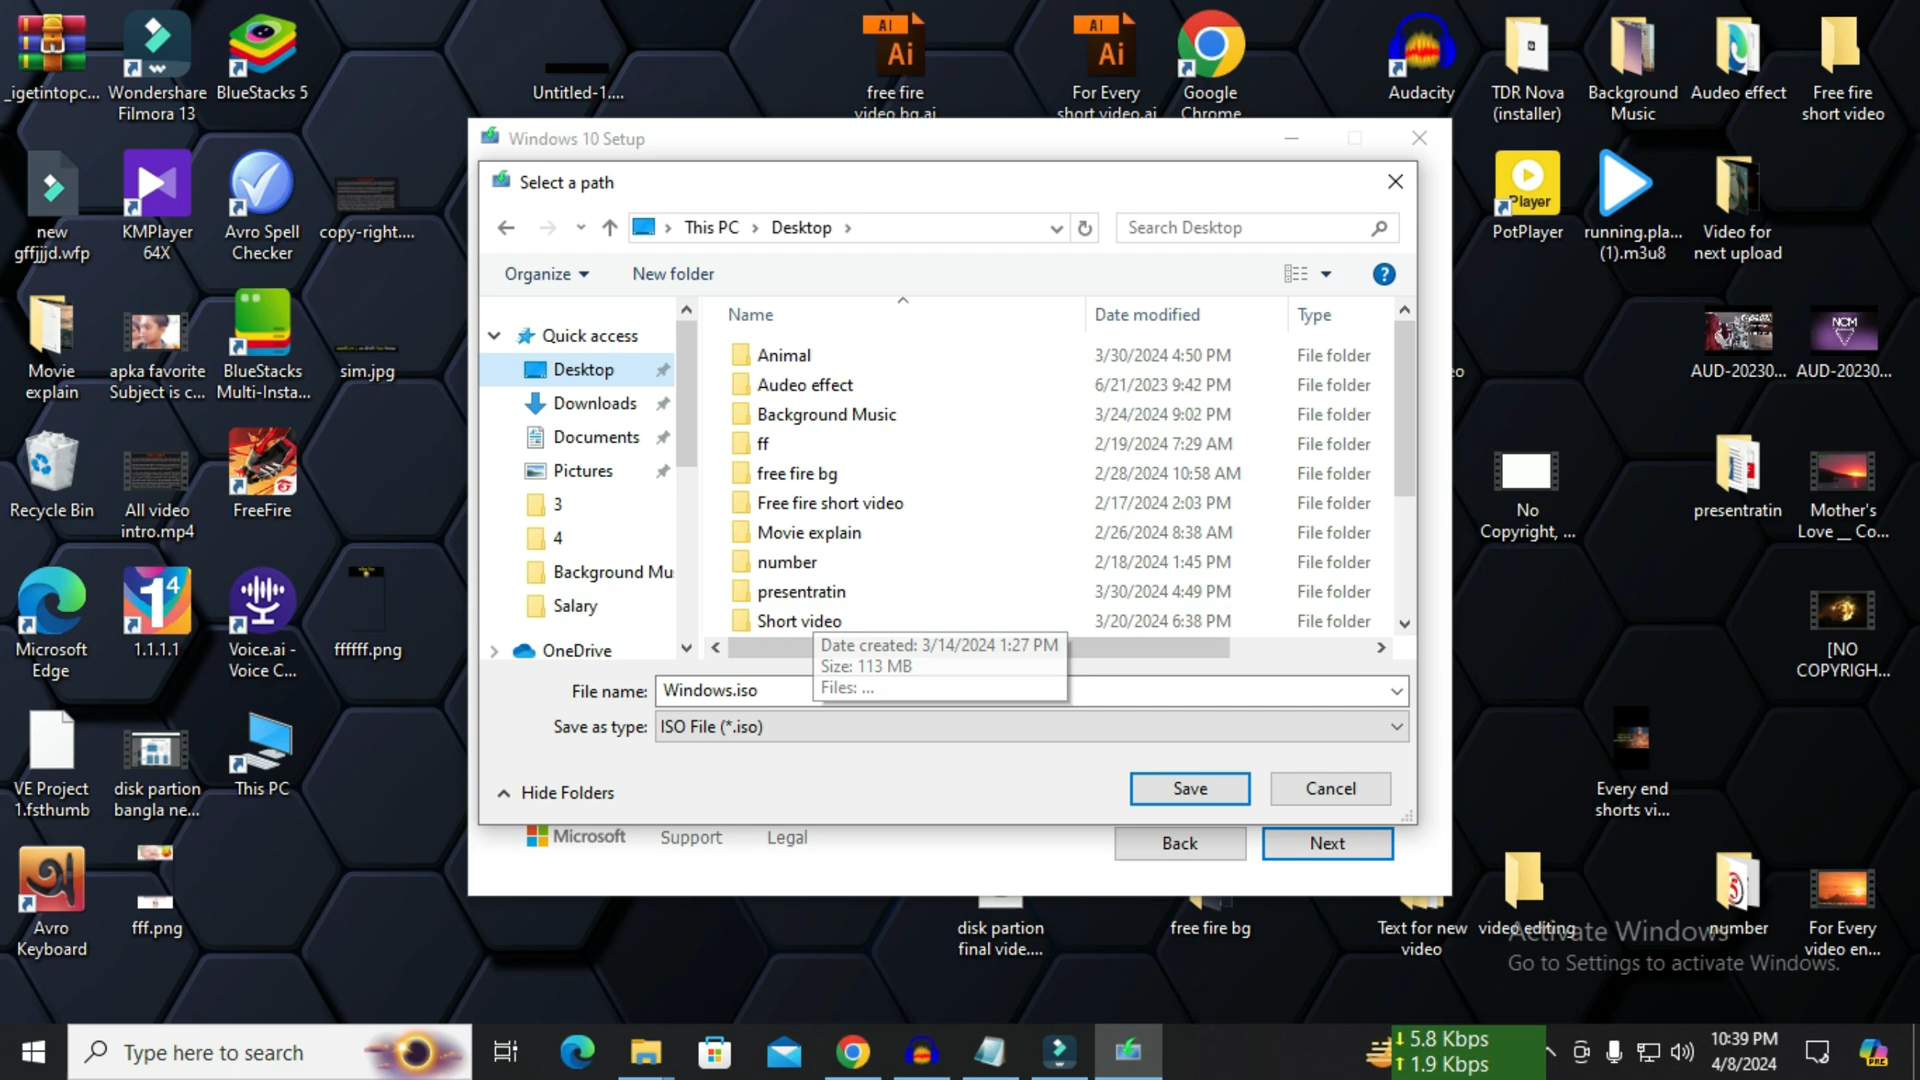 _igetintopc...
Wondershare
Filmora 13
BlueStacks 5
Untitled-1....
free fire
video bg.ai
For Every
short video.ai
Google
Chrome
Audacity
TDR Nova
(installer)
Background
Music
Audeo effect
Free fire
short video
new
gffjjjd.wfp
KMPlayer
64X
Avro Spell
Checker
copy-right....
PotPlayer
running.pla...
(1).m3u8
Video for
next upload
Movie
explain
apka favorite
Subject is c...
BlueStacks
Multi-Insta...
sim.jpg
AUD-20230...
AUD-20230...
Recycle Bin
All video
intro.mp4
FreeFire
No
Copyright, ...
presentratin
Mother's
Love __ Co...
Microsoft
Edge
1.1.1.1
Voice.ai -
Voice C...
ffffff.png
[NO
COPYRIGH...
VE Project
1.fsthumb
disk partion
bangla ne...
This PC
Every end
shorts vi...
Avro
Keyboard
fff.png
disk partion
final vide....
free fire bg
Text for new
video
video editing
number
For Every
video en...
Windows 10 Setup
Select a path
This PC
Desktop
Search Desktop
Organize
New folder
Quick access
Desktop
Downloads
Documents
Pictures
3
4
Background Mu
Salary
OneDrive
Name Date modified Type
Animal 3/30/2024 4:50 PM File folder
Audeo effect 6/21/2023 9:42 PM File folder
Background Music 3/24/2024 9:02 PM File folder
ff 2/19/2024 7:29 AM File folder
free fire bg 2/28/2024 10:58 AM File folder
Free fire short video 2/17/2024 2:03 PM File folder
Movie explain 2/26/2024 8:38 AM File folder
number 2/18/2024 1:45 PM File folder
presentratin 3/30/2024 4:49 PM File folder
Short video 3/20/2024 6:38 PM File folder
Date created: 3/14/2024 1:27 PM
Size: 113 MB
Files: ...
File name: Windows.iso
Save as type: ISO File (*.iso)
Hide Folders
Save
Cancel
Microsoft
Support
Legal
Back
Next
Activate Windows
Go to Settings to activate Windows.
Type here to search
5.8 Kbps
1.9 Kbps
10:39 PM
4/8/2024